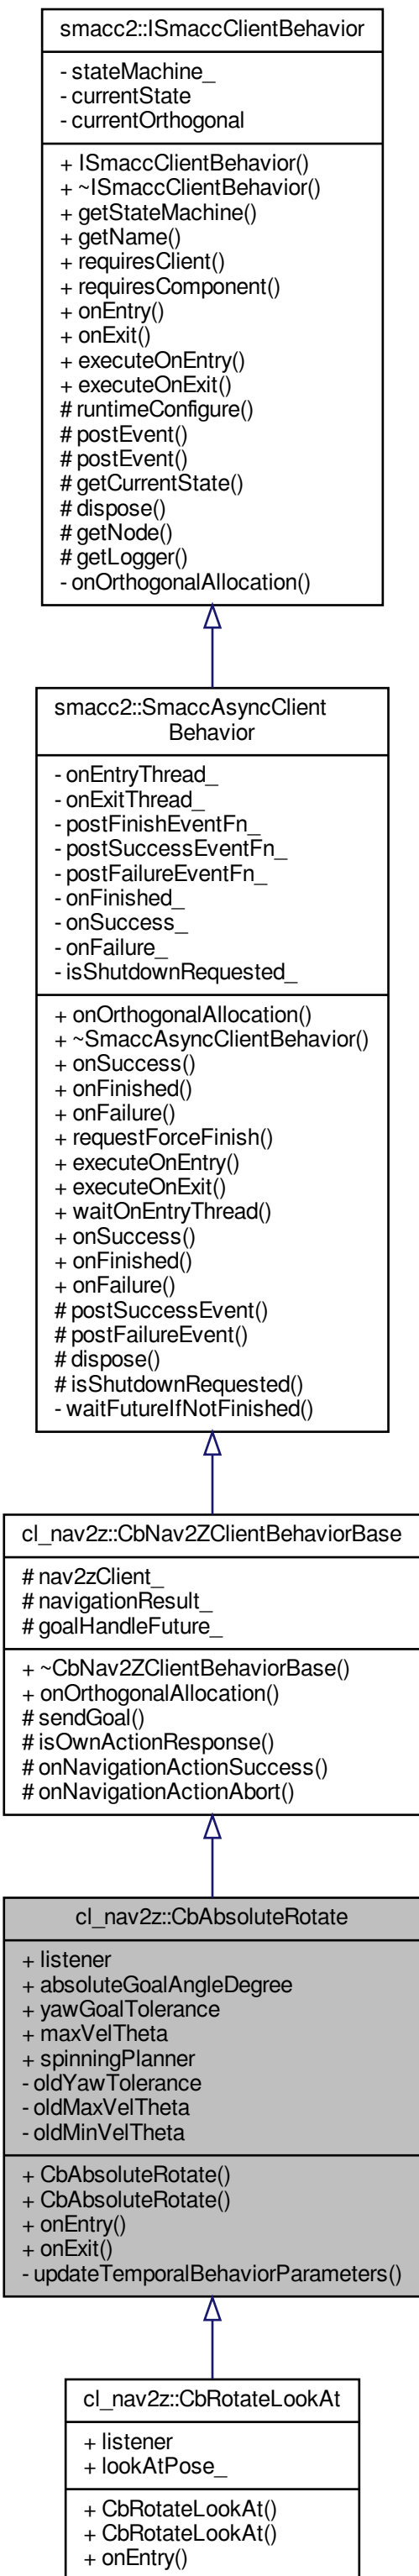 smacc2::ISmaccClientBehavior
- stateMachine_
- currentState
- currentOrthogonal
+ ISmaccClientBehavior()
+ ~ISmaccClientBehavior()
+ getStateMachine()
+ getName()
+ requiresClient()
+ requiresComponent()
+ onEntry()
+ onExit()
+ executeOnEntry()
+ executeOnExit()
# runtimeConfigure()
# postEvent()
# postEvent()
# getCurrentState()
# dispose()
# getNode()
# getLogger()
- onOrthogonalAllocation()
smacc2::SmaccAsyncClient
Behavior
- onEntryThread_
- onExitThread_
- postFinishEventFn_
- postSuccessEventFn_
- postFailureEventFn_
- onFinished_
- onSuccess_
- onFailure_
- isShutdownRequested_
+ onOrthogonalAllocation()
+ ~SmaccAsyncClientBehavior()
+ onSuccess()
+ onFinished()
+ onFailure()
+ requestForceFinish()
+ executeOnEntry()
+ executeOnExit()
+ waitOnEntryThread()
+ onSuccess()
+ onFinished()
+ onFailure()
# postSuccessEvent()
# postFailureEvent()
# dispose()
# isShutdownRequested()
- waitFutureIfNotFinished()
cl_nav2z::CbNav2ZClientBehaviorBase
# nav2zClient_
# navigationResult_
# goalHandleFuture_
+ ~CbNav2ZClientBehaviorBase()
+ onOrthogonalAllocation()
# sendGoal()
# isOwnActionResponse()
# onNavigationActionSuccess()
# onNavigationActionAbort()
cl_nav2z::CbAbsoluteRotate
+ listener
+ absoluteGoalAngleDegree
+ yawGoalTolerance
+ maxVelTheta
+ spinningPlanner
- oldYawTolerance
- oldMaxVelTheta
- oldMinVelTheta
+ CbAbsoluteRotate()
+ CbAbsoluteRotate()
+ onEntry()
+ onExit()
- updateTemporalBehaviorParameters()
cl_nav2z::CbRotateLookAt
+ listener
+ lookAtPose_
+ CbRotateLookAt()
+ CbRotateLookAt()
+ onEntry()